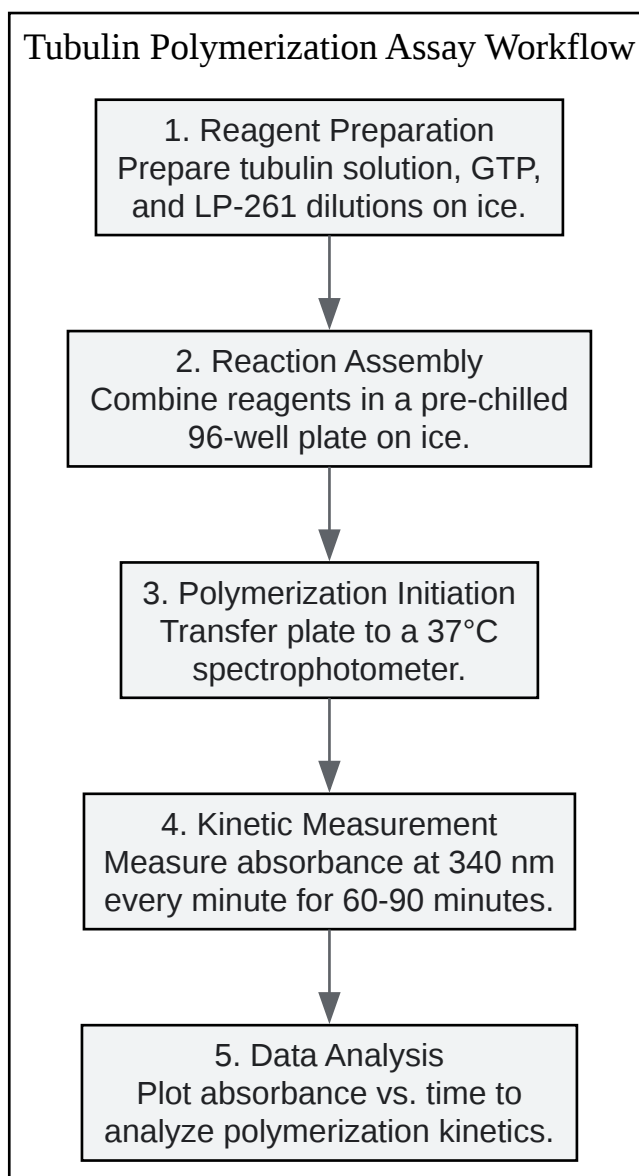 Tubulin Polymerization Assay Workflow
1. Reagent Preparation
Prepare tubulin solution, GTP,
and LP-261 dilutions on ice.
2. Reaction Assembly
Combine reagents in a pre-chilled
96-well plate on ice.
3. Polymerization Initiation
Transfer plate to a 37°C
spectrophotometer.
4. Kinetic Measurement
Measure absorbance at 340 nm
every minute for 60-90 minutes.
5. Data Analysis
Plot absorbance vs. time to
analyze polymerization kinetics.